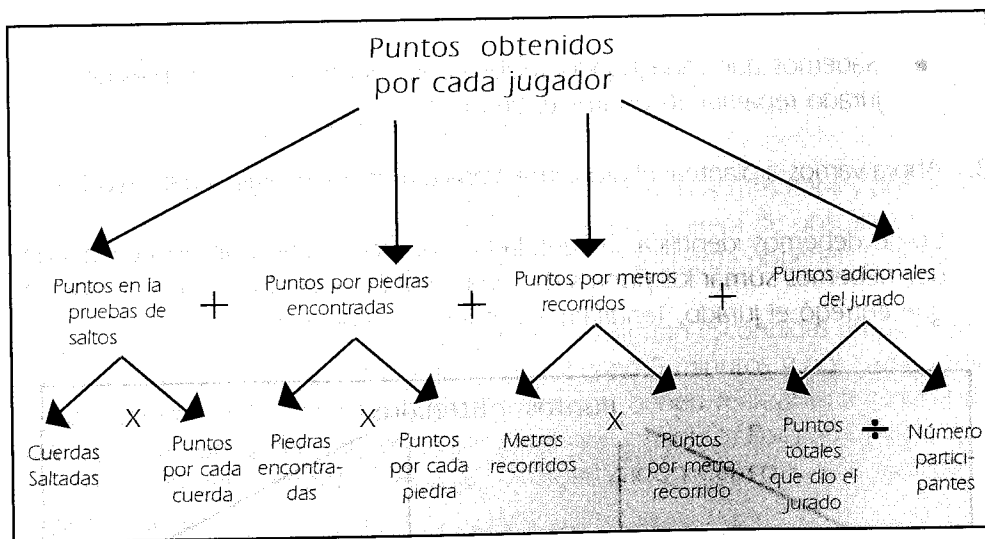 Puntos obtenidos
por cada jugador
Puntos en la
pruebas de
saltos
+
Puntos por piedras
encontradas
+
Puntos por metros
recorridos
+
Puntos adicionales
del jurado
Cuerdas
Saltadas
X
Puntos
por cada
cuerda
Piedras
encontra-
das
X
Puntos
por cada
piedra
Metros
recorridos
X
Puntos
por metro
recorrido
Puntos
totales
que dio el
jurado
÷
Número
partici-
pantes